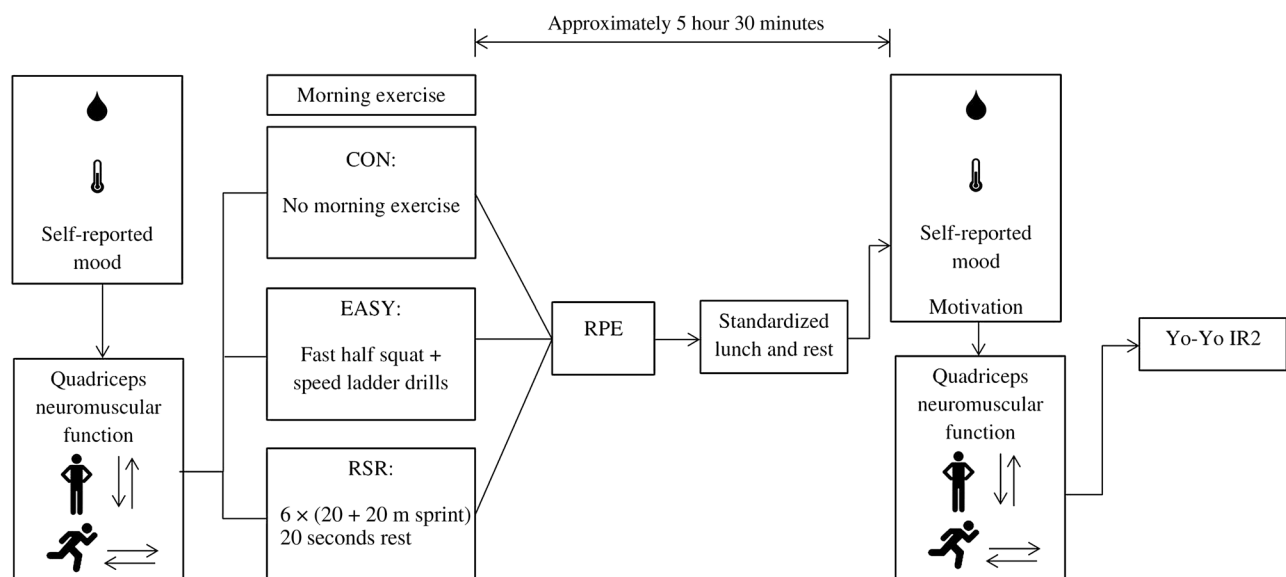 Approximately 5 hour 30 minutes
Self-reported
mood
Quadriceps
neuromuscular
function
Morning exercise
CON:
No morning exercise
EASY:
Fast half squat +
speed ladder drills
RSR:
6 × (20 + 20 m sprint)
20 seconds rest
RPE
Standardized
lunch and rest
Self-reported
mood
Motivation
Quadriceps
neuromuscular
function
Yo-Yo IR2